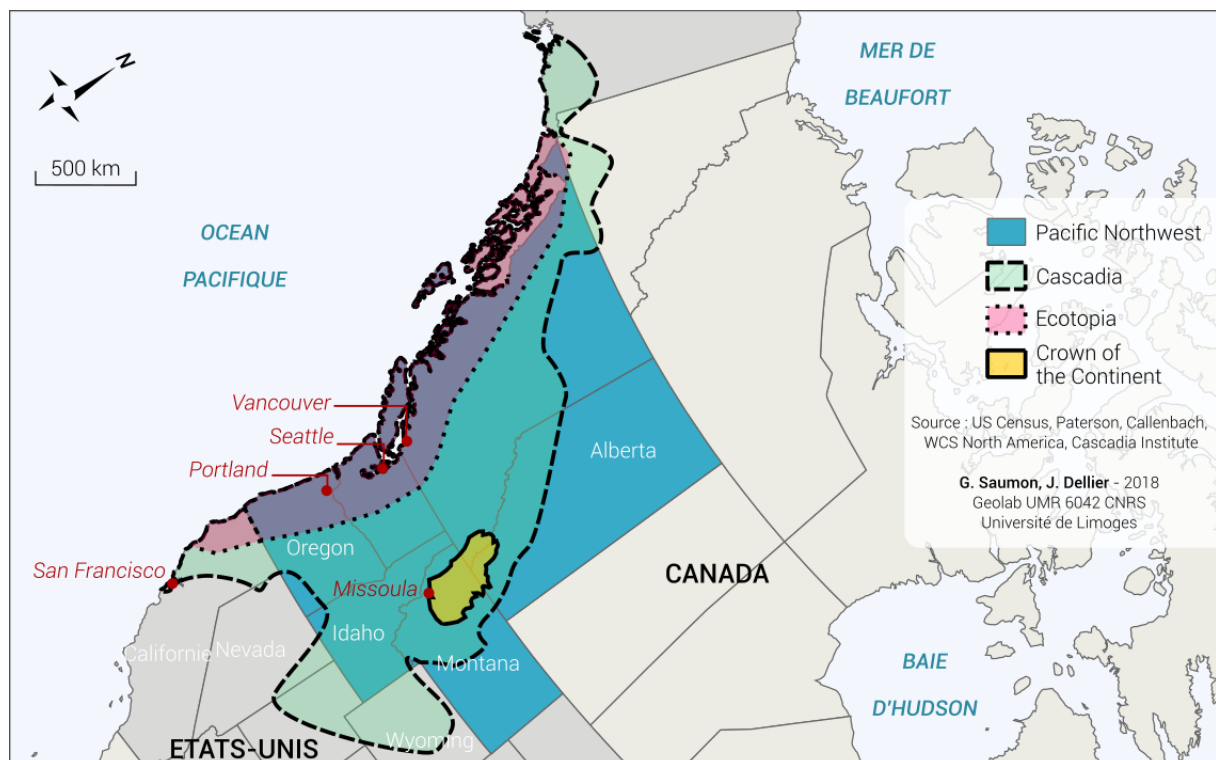 N
500 km
MER DE
BEAUFORT
OCEAN
PACIFIQUE
Pacific Northwest
Cascadia
Ecotopia
Crown of
the Continent
Source : US Census, Paterson, Callenbach,
WCS North America, Cascadia Institute
G. Saumon, J. Dellier - 2018
Geolab UMR 6042 CNRS
Université de Limoges
Vancouver
Seattle
Portland
Alberta
Oregon
San Francisco
Missoula
CANADA
Idaho
Californie
Nevada
Montana
BAIE
D'HUDSON
Wyoming
ETATS-UNIS